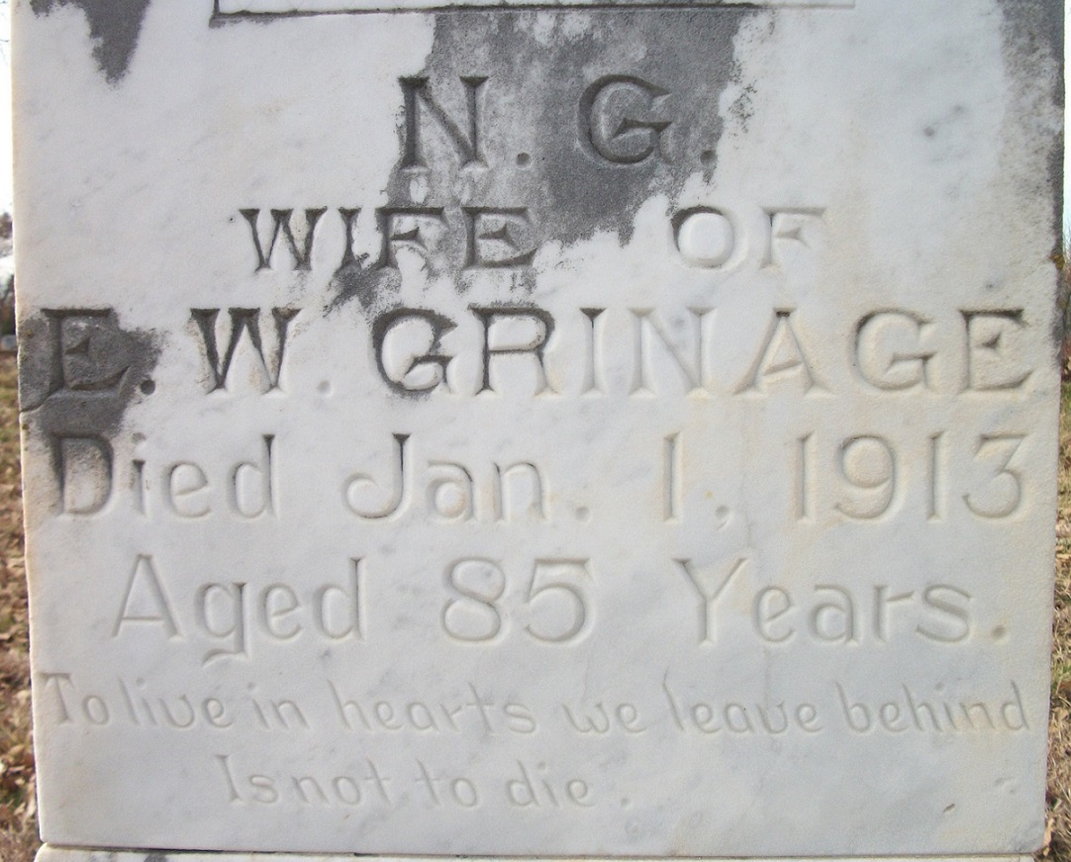 N. G.
WIFE OF
E. W. GRINAGE
Died Jan. 1, 1913
Aged 85 Years.
To live in hearts we leave behind
Is not to die.